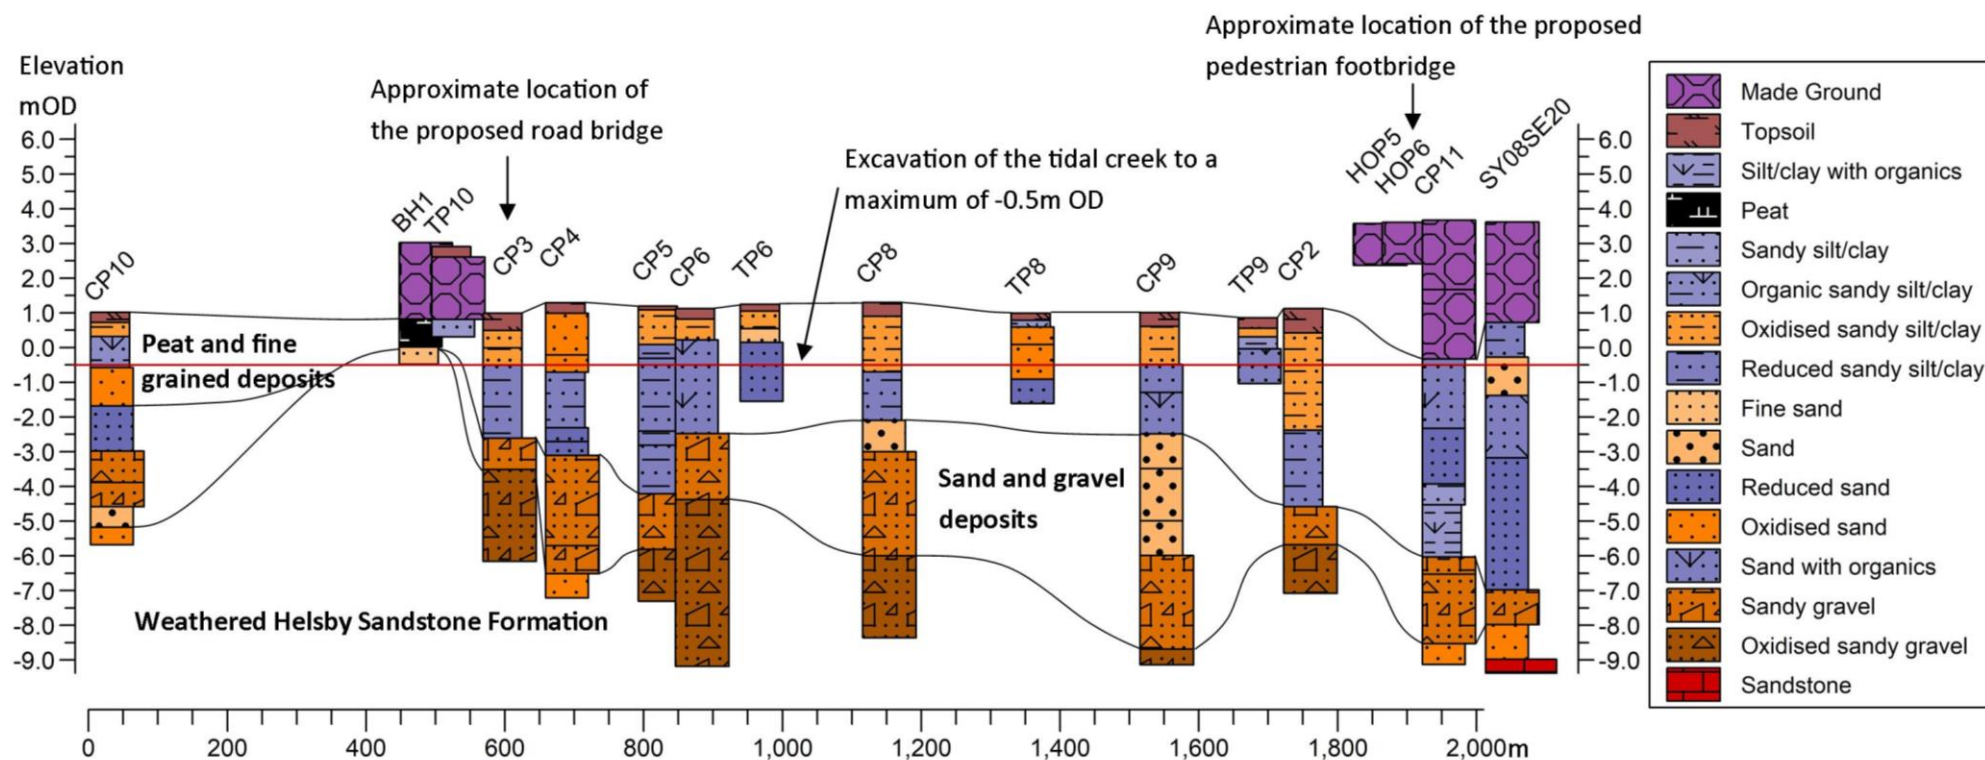 Approximate location of the proposed
pedestrian footbridge
Elevation
mOD
Approximate location of
the proposed road bridge
Excavation of the tidal creek to a
maximum of -0.5m OD
6.0
5.0
4.0
3.0
2.0
1.0
0.0
-1.0
-2.0
-3.0
-4.0
-5.0
-6.0
-7.0
-8.0
-9.0
CP10
BH1
TP10
CP3
CP4
CP5
CP6
TP6
CP8
TP8
CP9
TP9
CP2
HOP5
HOP6
CP11
SY08SE20
Peat and fine
grained deposits
Sand and gravel
deposits
Weathered Helsby Sandstone Formation
6.0
5.0
4.0
3.0
2.0
1.0
0.0
-1.0
-2.0
-3.0
-4.0
-5.0
-6.0
-7.0
-8.0
-9.0
0 200 400 600 800 1,000 1,200 1,400 1,600 1,800 2,000m
Made Ground
Topsoil
Silt/clay with organics
Peat
Sandy silt/clay
Organic sandy silt/clay
Oxidised sandy silt/clay
Reduced sandy silt/clay
Fine sand
Sand
Reduced sand
Oxidised sand
Sand with organics
Sandy gravel
Oxidised sandy gravel
Sandstone